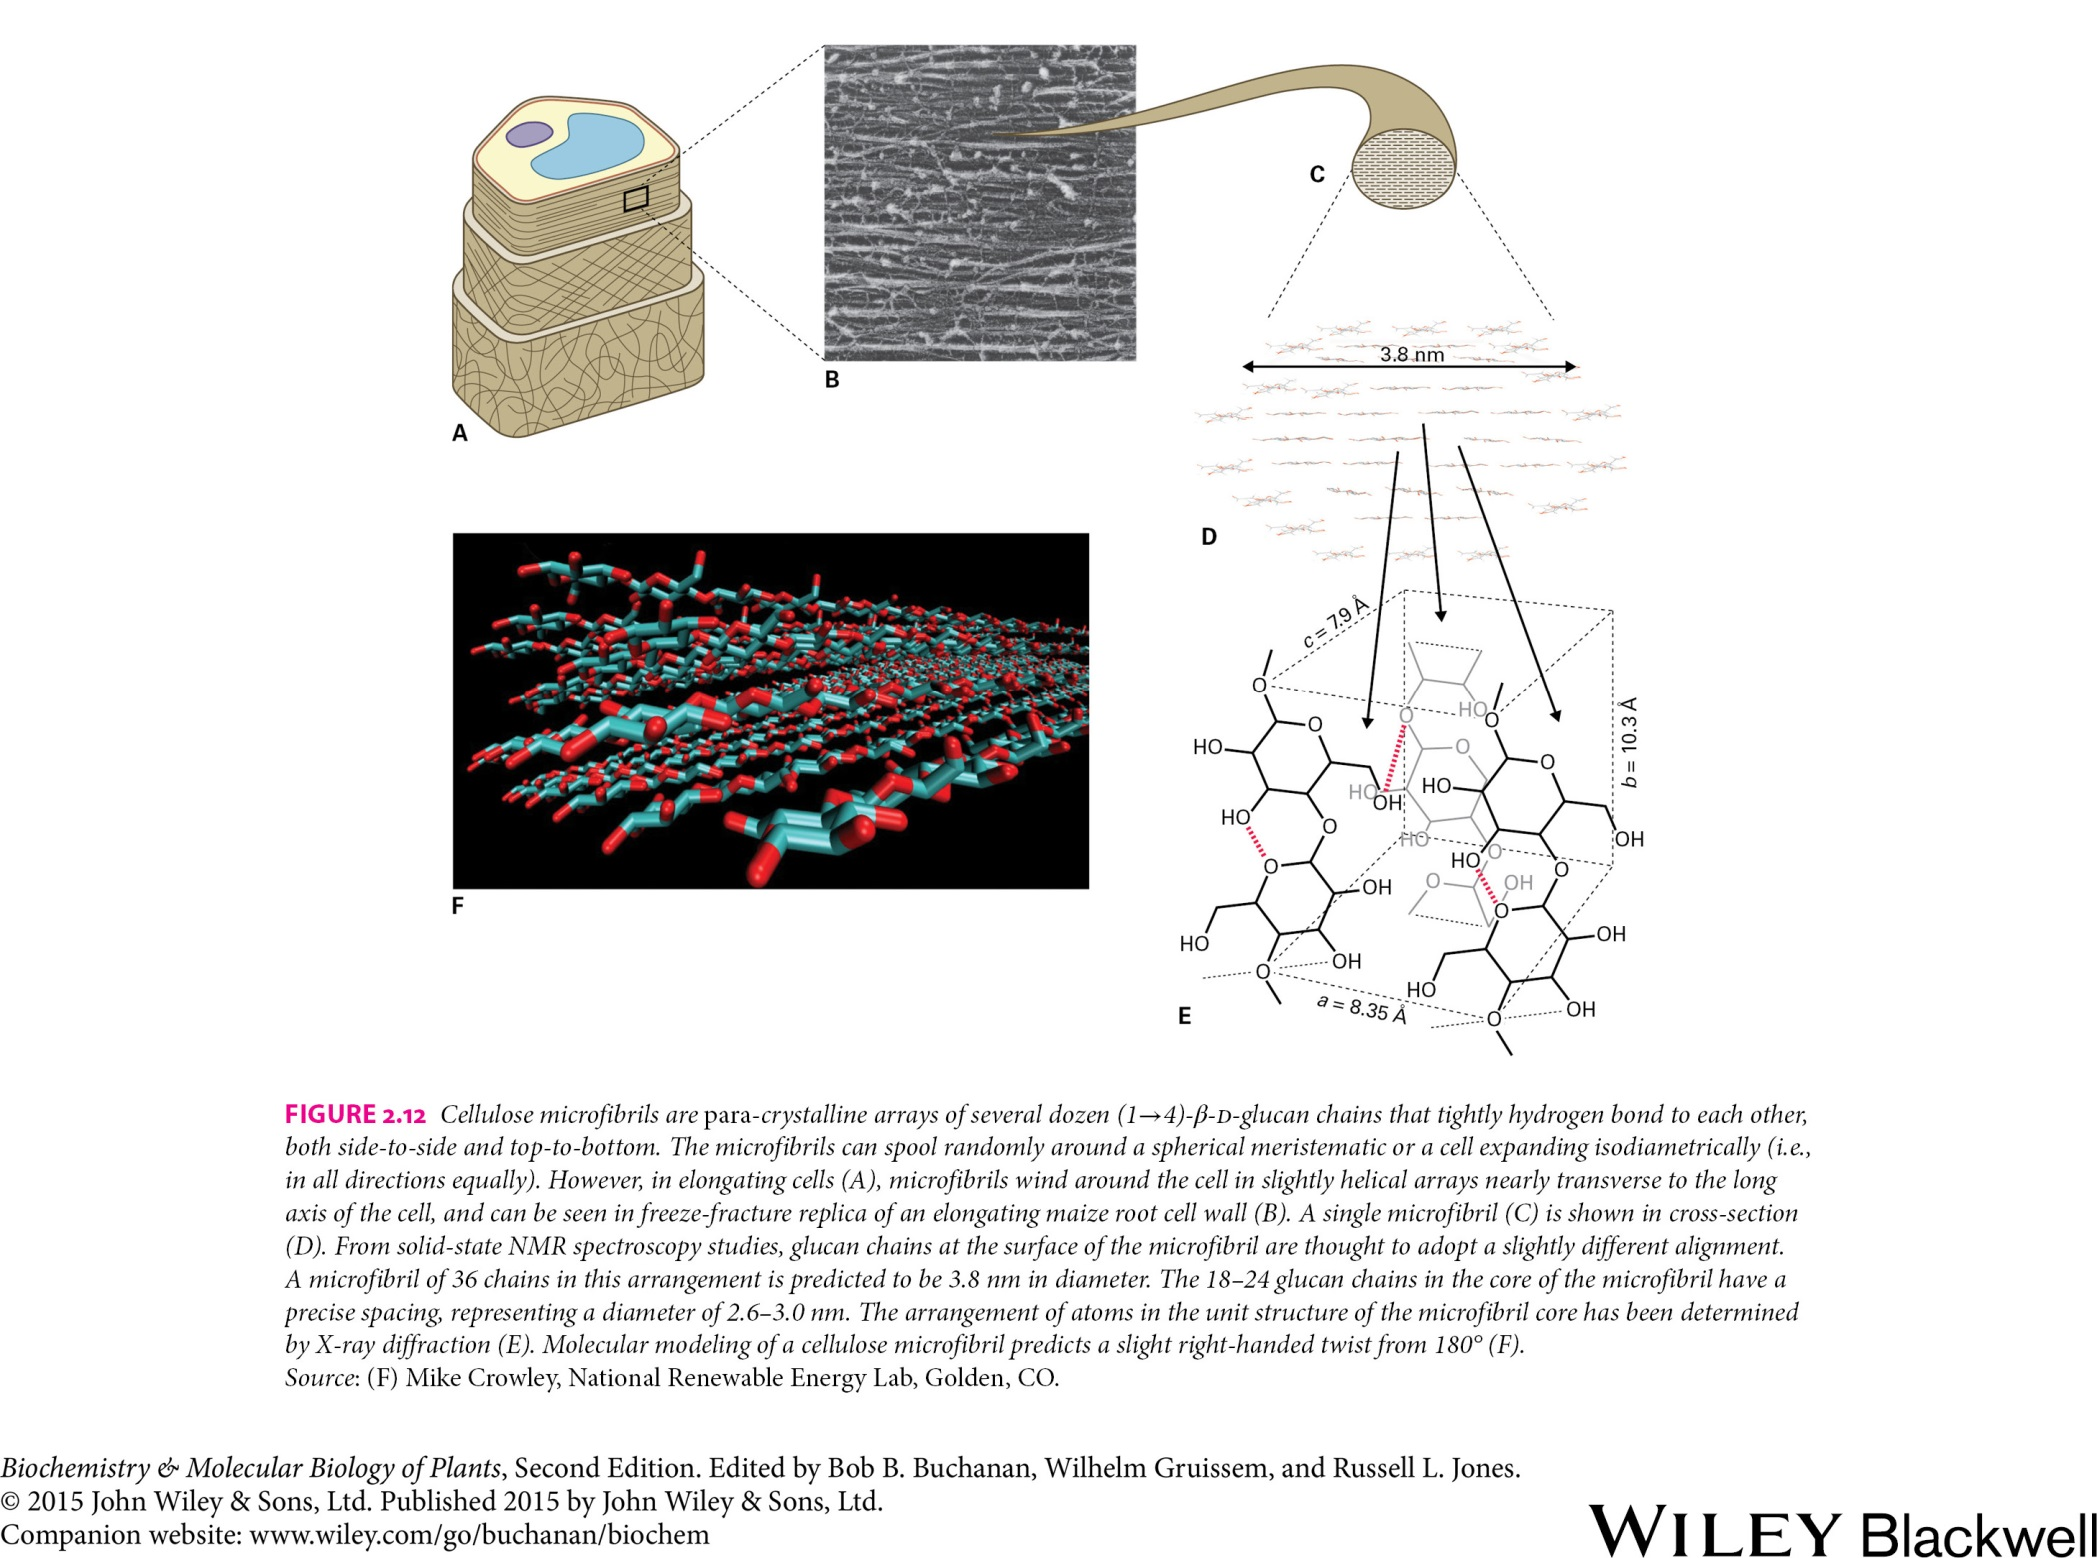 A
B
C
3.8 nm
D
F
c = 7.9 Å
b = 10.3 Å
a = 8.35 Å
E
O
O
HO
OH
HO
O
O
OH
HO
OH
O
HO
O
O
HO
HO
O
O
OH
O
O
HO
OH
HO
O
O
OH
HO
OH
O
FIGURE 2.12 Cellulose microfibrils are para-crystalline arrays of several dozen (1→4)-β-D-glucan chains that tightly hydrogen bond to each other,
both side-to-side and top-to-bottom. The microfibrils can spool randomly around a spherical meristematic or a cell expanding isodiametrically (i.e.,
in all directions equally). However, in elongating cells (A), microfibrils wind around the cell in slightly helical arrays nearly transverse to the long
axis of the cell, and can be seen in freeze-fracture replica of an elongating maize root cell wall (B). A single microfibril (C) is shown in cross-section
(D). From solid-state NMR spectroscopy studies, glucan chains at the surface of the microfibril are thought to adopt a slightly different alignment.
A microfibril of 36 chains in this arrangement is predicted to be 3.8 nm in diameter. The 18–24 glucan chains in the core of the microfibril have a
precise spacing, representing a diameter of 2.6–3.0 nm. The arrangement of atoms in the unit structure of the microfibril core has been determined
by X-ray diffraction (E). Molecular modeling of a cellulose microfibril predicts a slight right-handed twist from 180° (F).
Source: (F) Mike Crowley, National Renewable Energy Lab, Golden, CO.
Biochemistry & Molecular Biology of Plants, Second Edition. Edited by Bob B. Buchanan, Wilhelm Gruissem, and Russell L. Jones.
© 2015 John Wiley & Sons, Ltd. Published 2015 by John Wiley & Sons, Ltd.
Companion website: www.wiley.com/go/buchanan/biochem
WILEY Blackwell